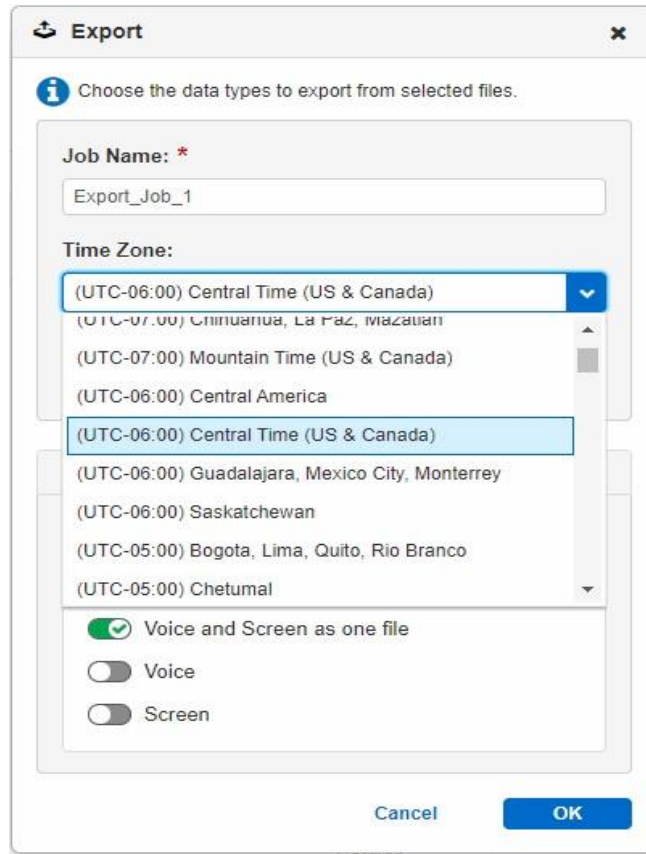 Export
Choose the data types to export from selected files.
Job Name: *
Export_Job_1
Time Zone:
(UTC-06:00) Central Time (US & Canada)
(UTC-07:00) Chihuahua, La Paz, Mazatlan
(UTC-07:00) Mountain Time (US & Canada)
(UTC-06:00) Central America
(UTC-06:00) Central Time (US & Canada)
(UTC-06:00) Guadalajara, Mexico City, Monterrey
(UTC-06:00) Saskatchewan
(UTC-05:00) Bogota, Lima, Quito, Rio Branco
(UTC-05:00) Chetumal
Voice and Screen as one file
Voice
Screen
Cancel OK